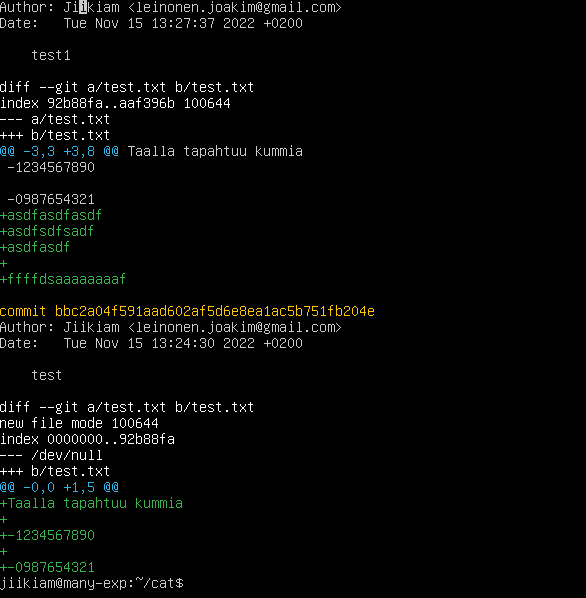 Author: Jiikiam <leinonen.joakim@gmail.com>
Date:   Tue Nov 15 13:27:37 2022 +0200

    test1

diff --git a/test.txt b/test.txt
index 92b88fa..aaf396b 100644
--- a/test.txt
+++ b/test.txt
@@ -3,3 +3,8 @@ Taalla tapahtuu kummia
 -1234567890

 -0987654321
+asdfasdfasdf
+asdfsdfsadf
+asdfasdf
+
+ffffdsaaaaaaaaf

commit bbc2a04f591aad602af5d6e8ea1ac5b751fb204e
Author: Jiikiam <leinonen.joakim@gmail.com>
Date:   Tue Nov 15 13:24:30 2022 +0200

    test

diff --git a/test.txt b/test.txt
new file mode 100644
index 0000000..92b88fa
--- /dev/null
+++ b/test.txt
@@ -0,0 +1,5 @@
+Taalla tapahtuu kummia
+
+-1234567890
+
+-0987654321
jiikiam@many-exp:~/cat$